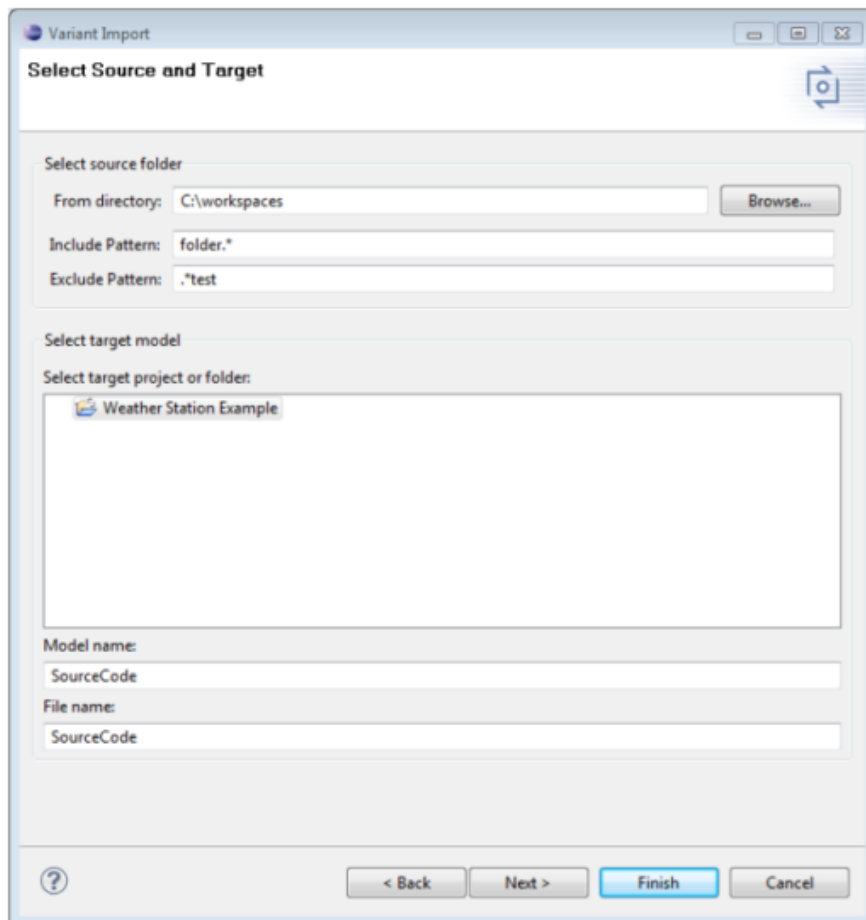 Variant Import
Select Source and Target
Select source folder
From directory: C:\workspaces Browse...
Include Pattern: folder.*
Exclude Pattern: .*test
Select target model
Select target project or folder:
Weather Station Example
Model name:
SourceCode
File name:
SourceCode
? < Back Next > Finish Cancel